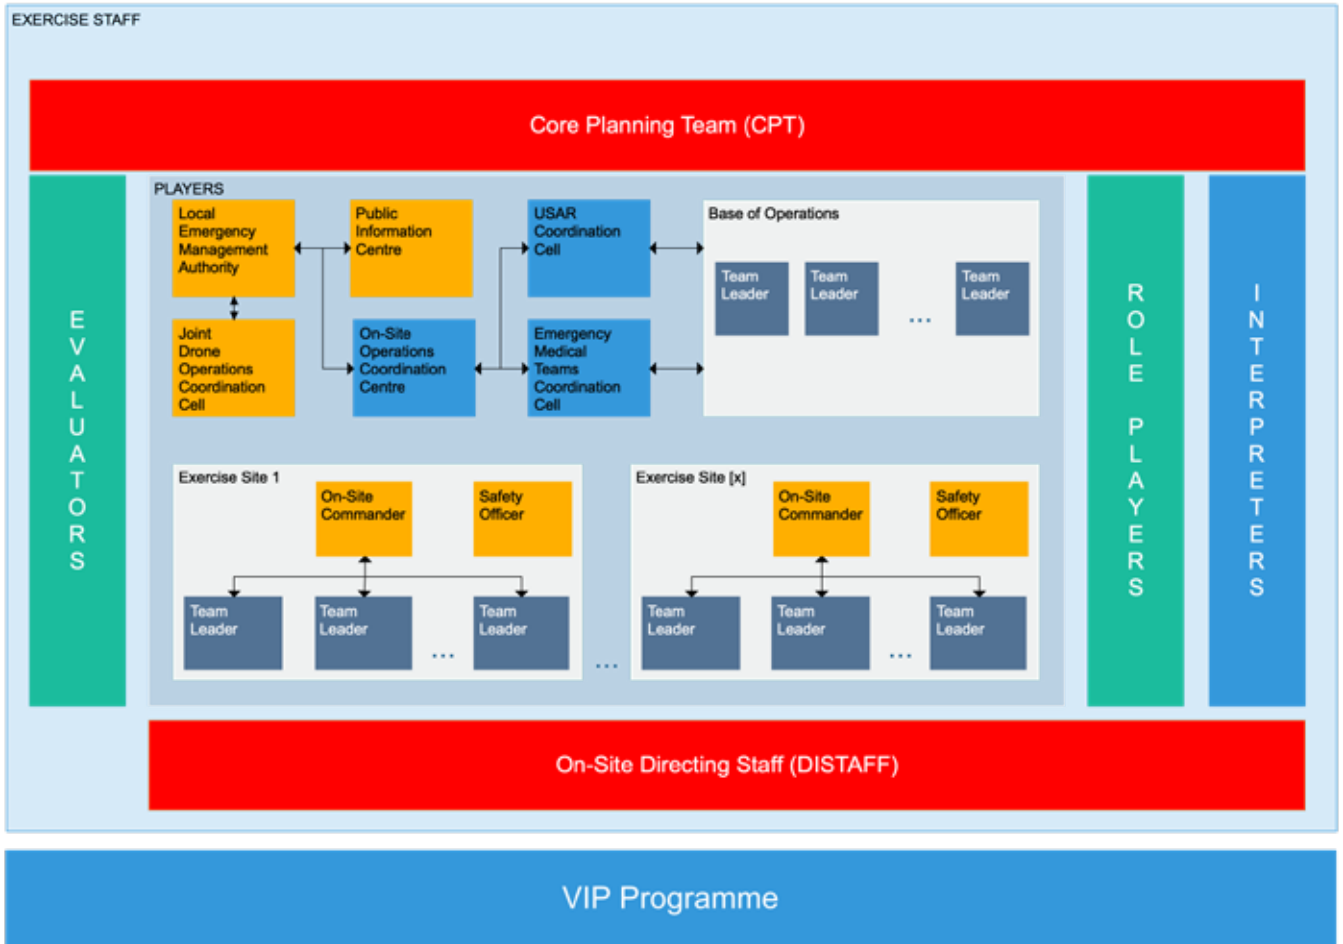 EXERCISE STAFF
Core Planning Team (CPT)
EVALUATORS
PLAYERS
Local
Emergency
Management
Authority
Public
Information
Centre
USAR
Coordination
Cell
Base of Operations
Team
Leader
Team
Leader
...
Team
Leader
Joint
Drone
Operations
Coordination
Cell
On-Site
Operations
Coordination
Centre
Emergency
Medical
Teams
Coordination
Cell
Exercise Site 1
On-Site
Commander
Safety
Officer
Team
Leader
Team
Leader
...
Team
Leader
...
Exercise Site [x]
On-Site
Commander
Safety
Officer
Team
Leader
Team
Leader
...
Team
Leader
ROLE PLAYERS
INTERPRETERS
On-Site Directing Staff (DISTAFF)
VIP Programme